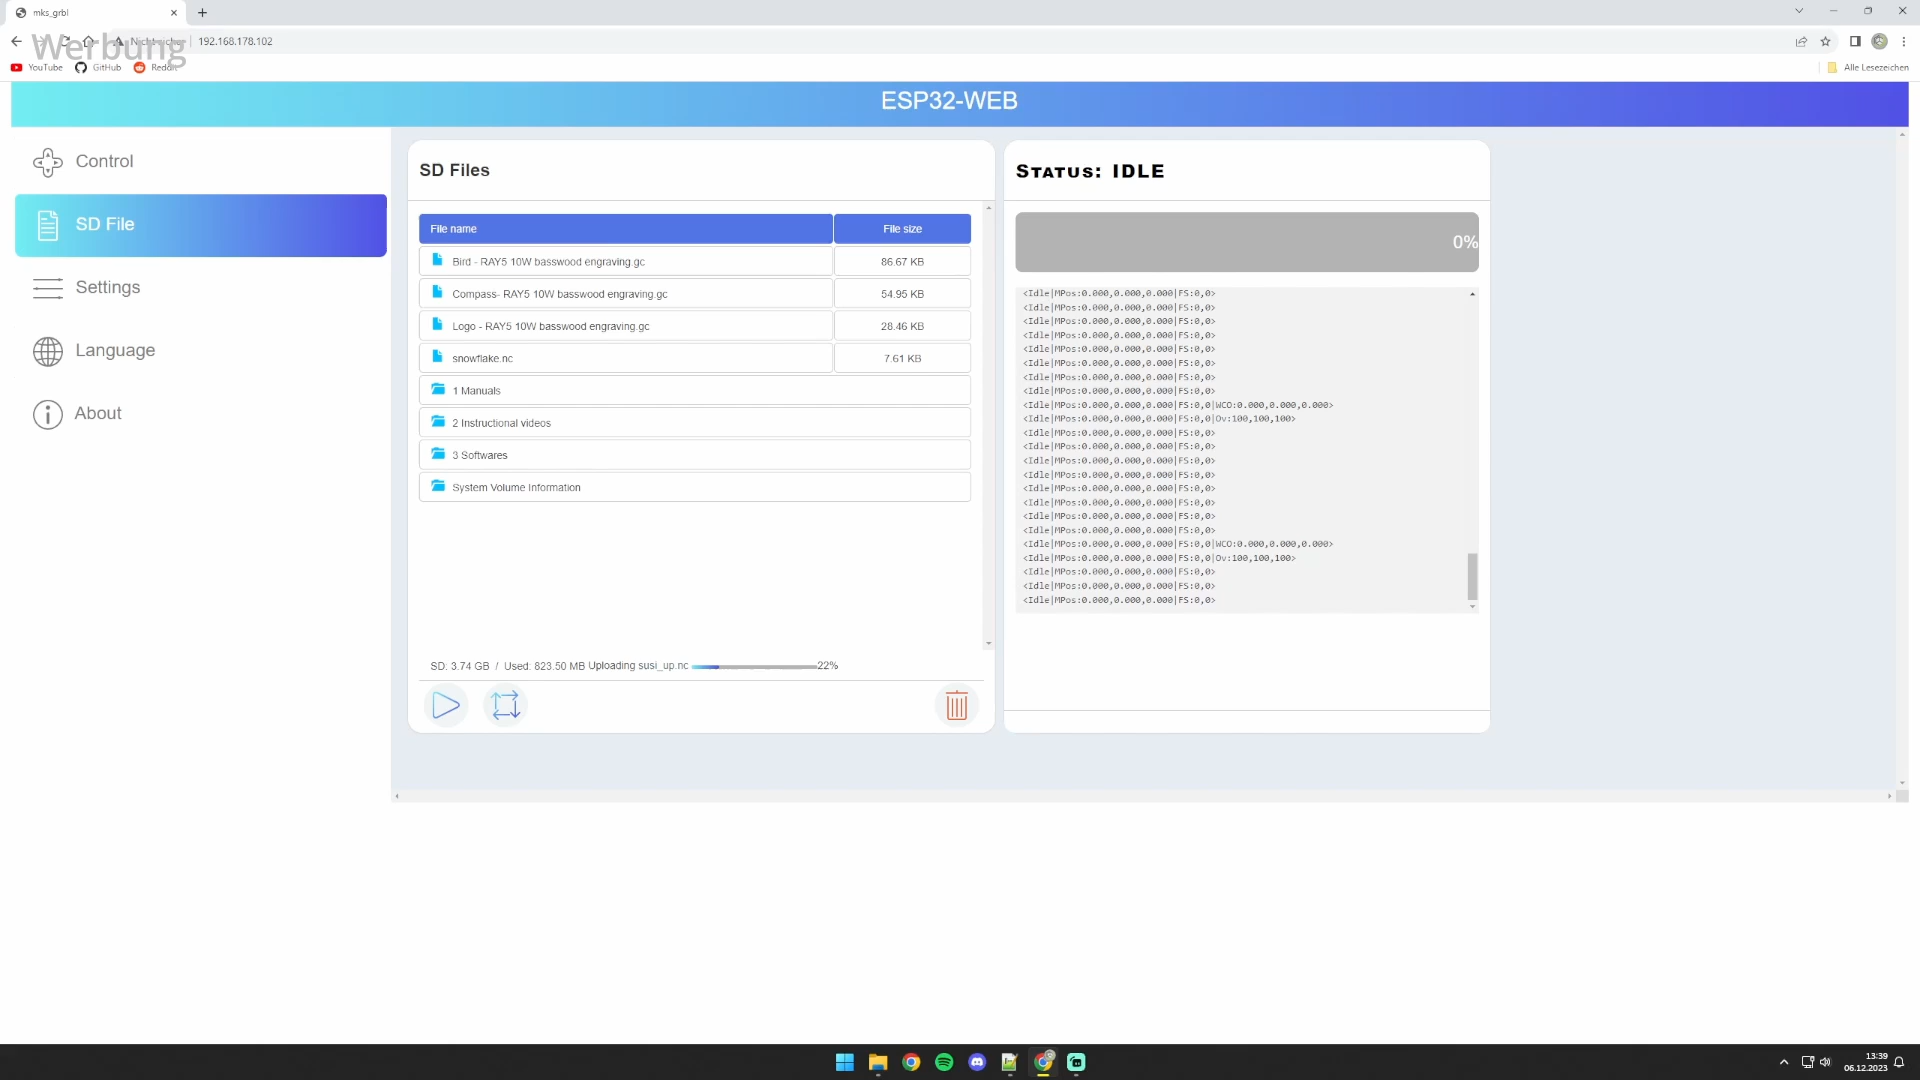 mks_grbl
Werbung
192.168.178.102
YouTube
GitHub
Reddit
Alle Lesezeichen
ESP32-WEB
Control
SD File
Settings
Language
About
SD Files
File name File size
Bird - RAY5 10W basswood engraving.gc 86.67 KB
Compass- RAY5 10W basswood engraving.gc 54.95 KB
Logo - RAY5 10W basswood engraving.gc 28.46 KB
snowflake.nc 7.61 KB
1 Manuals
2 Instructional videos
3 Softwares
System Volume Information
SD: 3.74 GB / Used: 823.50 MB Uploading susi_up.nc 22%
STATUS: IDLE
0%
<Idle|MPos:0.000,0.000,0.000|FS:0,0>
<Idle|MPos:0.000,0.000,0.000|FS:0,0>
<Idle|MPos:0.000,0.000,0.000|FS:0,0>
<Idle|MPos:0.000,0.000,0.000|FS:0,0>
<Idle|MPos:0.000,0.000,0.000|FS:0,0>
<Idle|MPos:0.000,0.000,0.000|FS:0,0>
<Idle|MPos:0.000,0.000,0.000|FS:0,0>
<Idle|MPos:0.000,0.000,0.000|FS:0,0>
<Idle|MPos:0.000,0.000,0.000|FS:0,0|WCO:0.000,0.000,0.000>
<Idle|MPos:0.000,0.000,0.000|FS:0,0|Ov:100,100,100>
<Idle|MPos:0.000,0.000,0.000|FS:0,0>
<Idle|MPos:0.000,0.000,0.000|FS:0,0>
<Idle|MPos:0.000,0.000,0.000|FS:0,0>
<Idle|MPos:0.000,0.000,0.000|FS:0,0>
<Idle|MPos:0.000,0.000,0.000|FS:0,0>
<Idle|MPos:0.000,0.000,0.000|FS:0,0>
<Idle|MPos:0.000,0.000,0.000|FS:0,0>
<Idle|MPos:0.000,0.000,0.000|FS:0,0>
<Idle|MPos:0.000,0.000,0.000|FS:0,0|WCO:0.000,0.000,0.000>
<Idle|MPos:0.000,0.000,0.000|FS:0,0|Ov:100,100,100>
<Idle|MPos:0.000,0.000,0.000|FS:0,0>
<Idle|MPos:0.000,0.000,0.000|FS:0,0>
<Idle|MPos:0.000,0.000,0.000|FS:0,0>
13:39
06.12.2023